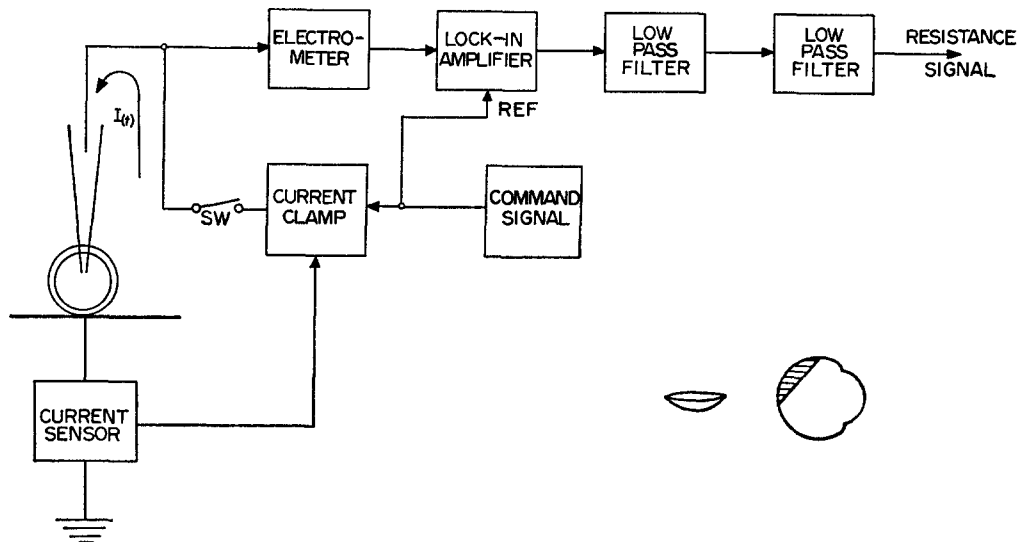 ELECTRO-
METER
LOCK-IN
AMPLIFIER
LOW
PASS
FILTER
LOW
PASS
FILTER
RESISTANCE
SIGNAL
I(t)
REF
SW
CURRENT
CLAMP
COMMAND
SIGNAL
CURRENT
SENSOR